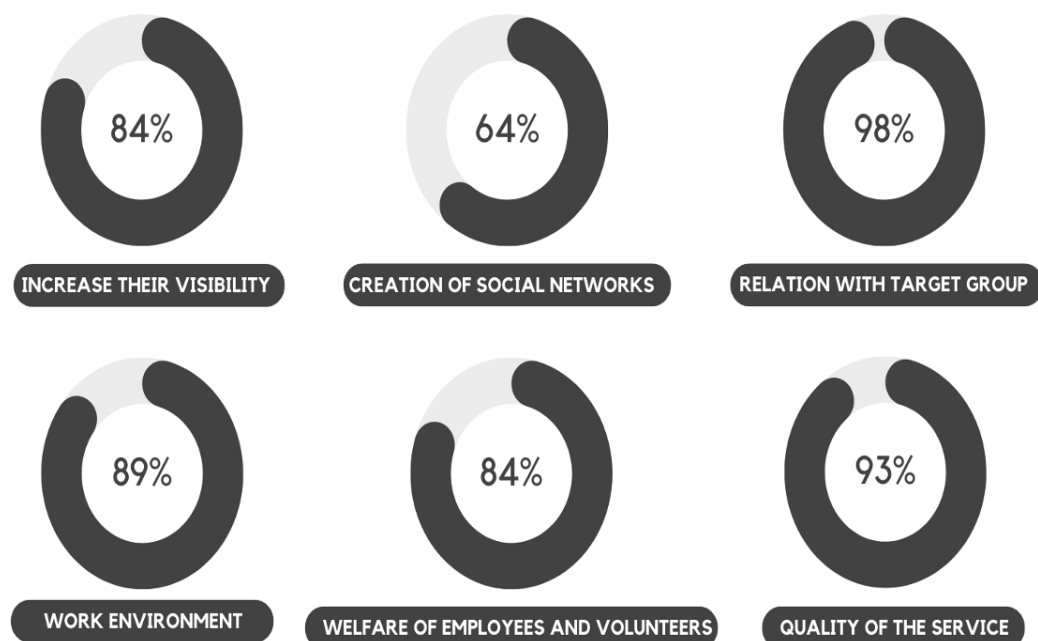 84%
64%
98%
INCREASE THEIR VISIBILITY
CREATION OF SOCIAL NETWORKS
RELATION WITH TARGET GROUP
89%
84%
93%
WORK ENVIRONMENT
WELFARE OF EMPLOYEES AND VOLUNTEERS
QUALITY OF THE SERVICE